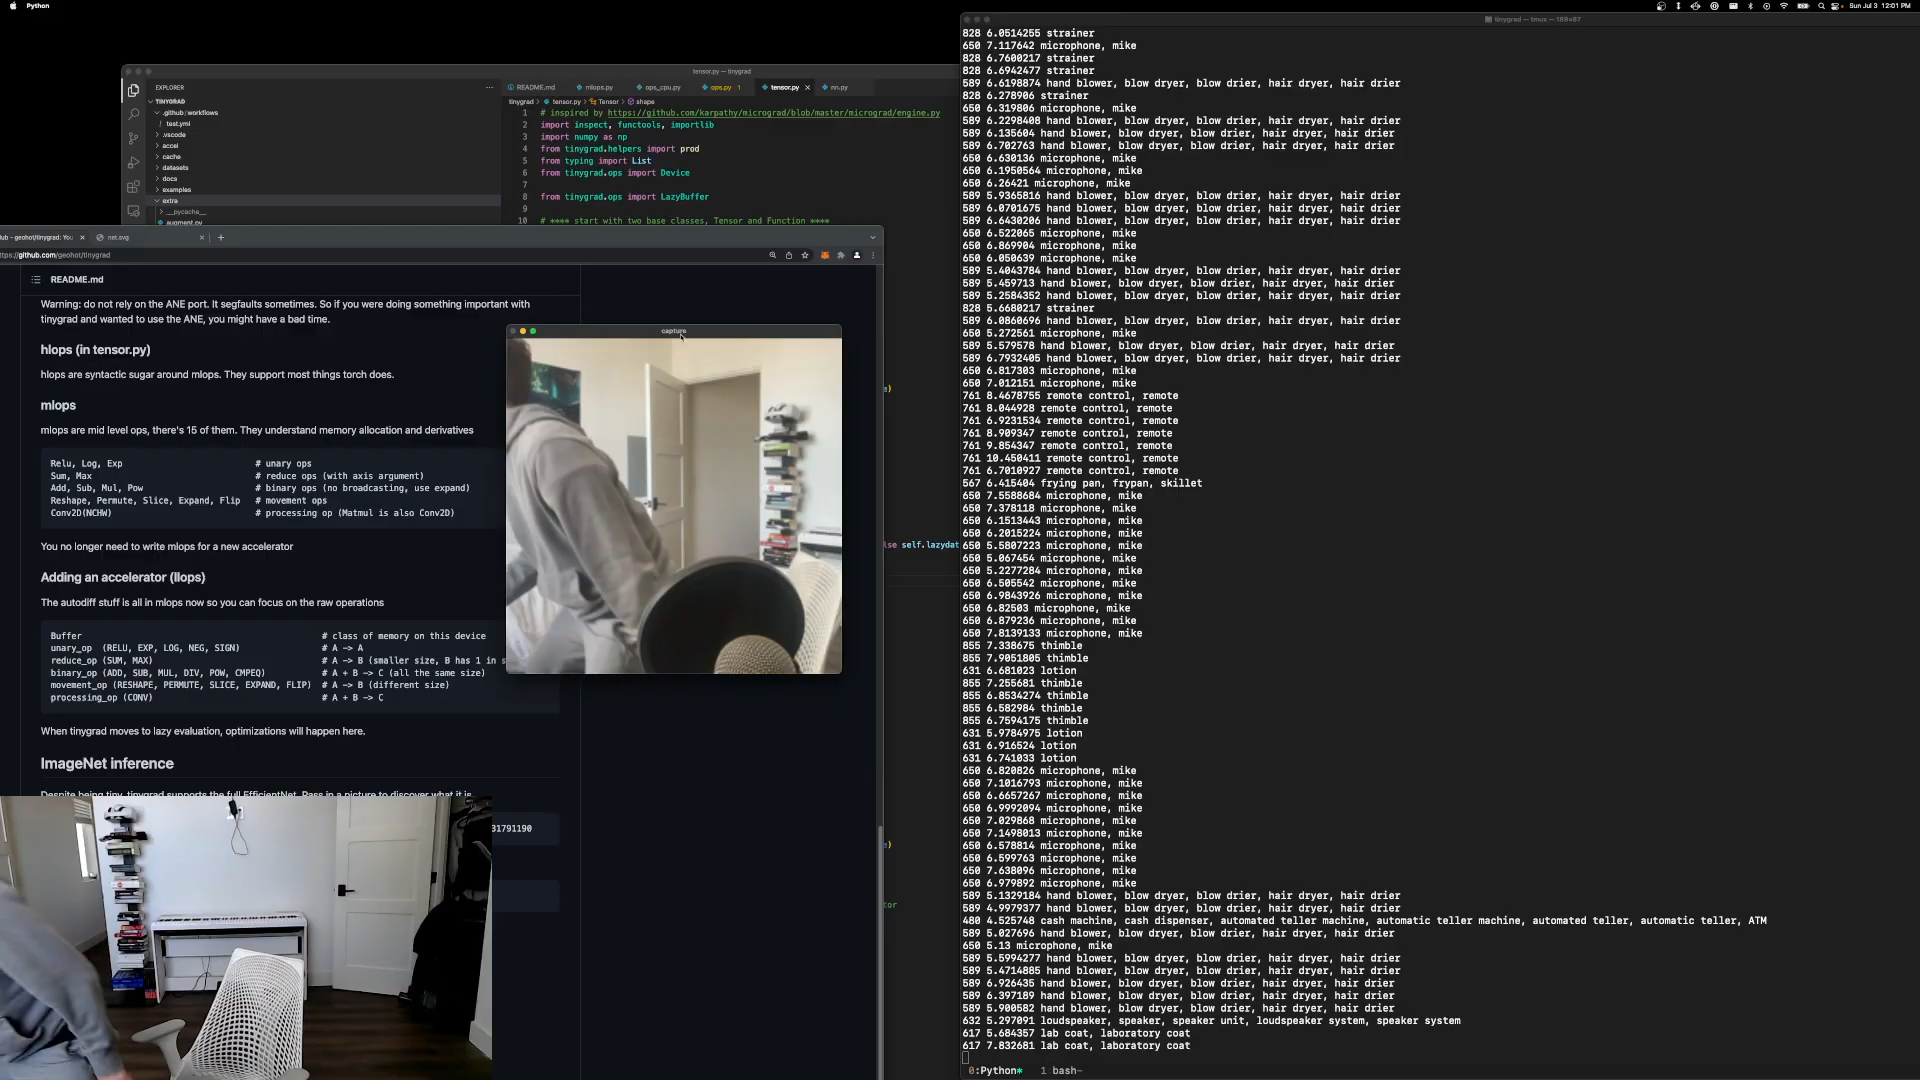 Python
Sun Jul 3 12:01 PM
tensor.py — tinygrad
EXPLORER
TINYGRAD
.github/workflows
test.yml
.vscode
accel
cache
datasets
docs
examples
extra
__pycache__
augment.py
README.md
mlops.py
ops_cpu.py
ops.py 1
tensor.py
nn.py
tinygrad > tensor.py > Tensor > shape
1 # inspired by https://github.com/karpathy/micrograd/blob/master/micrograd/engine.py
2 import inspect, functools, importlib
3 import numpy as np
4 from tinygrad.helpers import prod
5 from typing import List
6 from tinygrad.ops import Device
7
8 from tinygrad.ops import LazyBuffer
9
10 # **** start with two base classes, Tensor and Function ****
lse self.lazydat
net.svg
ttps://github.com/geohot/tinygrad
README.md
Warning: do not rely on the ANE port. It segfaults sometimes. So if you were doing something important with
tinygrad and wanted to use the ANE, you might have a bad time.
hlops (in tensor.py)
hlops are syntactic sugar around mlops. They support most things torch does.
mlops
mlops are mid level ops, there's 15 of them. They understand memory allocation and derivatives
Relu, Log, Exp # unary ops
Sum, Max # reduce ops (with axis argument)
Add, Sub, Mul, Pow # binary ops (no broadcasting, use expand)
Reshape, Permute, Slice, Expand, Flip # movement ops
Conv2D(NCHW) # processing op (Matmul is also Conv2D)
You no longer need to write mlops for a new accelerator
Adding an accelerator (llops)
The autodiff stuff is all in mlops now so you can focus on the raw operations
Buffer # class of memory on this device
unary_op (RELU, EXP, LOG, NEG, SIGN) # A -> A
reduce_op (SUM, MAX) # A -> B (smaller size, B has 1 in s
binary_op (ADD, SUB, MUL, DIV, POW, CMPEQ) # A + B -> C (all the same size)
movement_op (RESHAPE, PERMUTE, SLICE, EXPAND, FLIP) # A -> B (different size)
processing_op (CONV) # A + B -> C
When tinygrad moves to lazy evaluation, optimizations will happen here.
ImageNet inference
Despite being tiny, tinygrad supports the full EfficientNet. Pass in a picture to discover what it is.
31791190
capture
tinygrad — tmux — 189×87
828 6.0514255 strainer
650 7.117642 microphone, mike
828 6.7600217 strainer
828 6.6942477 strainer
589 6.6198874 hand blower, blow dryer, blow drier, hair dryer, hair drier
828 6.278906 strainer
650 6.319806 microphone, mike
589 6.2298408 hand blower, blow dryer, blow drier, hair dryer, hair drier
589 6.135604 hand blower, blow dryer, blow drier, hair dryer, hair drier
589 6.702763 hand blower, blow dryer, blow drier, hair dryer, hair drier
650 6.630136 microphone, mike
650 6.1950564 microphone, mike
650 6.26421 microphone, mike
589 5.9365816 hand blower, blow dryer, blow drier, hair dryer, hair drier
589 6.0701675 hand blower, blow dryer, blow drier, hair dryer, hair drier
589 6.6430206 hand blower, blow dryer, blow drier, hair dryer, hair drier
650 6.522065 microphone, mike
650 6.869904 microphone, mike
650 6.050639 microphone, mike
589 5.4043784 hand blower, blow dryer, blow drier, hair dryer, hair drier
589 5.459713 hand blower, blow dryer, blow drier, hair dryer, hair drier
589 5.2584352 hand blower, blow dryer, blow drier, hair dryer, hair drier
828 5.6680217 strainer
589 6.0860696 hand blower, blow dryer, blow drier, hair dryer, hair drier
650 5.272561 microphone, mike
589 5.579578 hand blower, blow dryer, blow drier, hair dryer, hair drier
589 6.7932405 hand blower, blow dryer, blow drier, hair dryer, hair drier
650 6.817303 microphone, mike
650 7.012151 microphone, mike
761 8.4678755 remote control, remote
761 8.044928 remote control, remote
761 6.9231534 remote control, remote
761 8.909347 remote control, remote
761 9.854347 remote control, remote
761 10.450411 remote control, remote
761 6.7010927 remote control, remote
567 6.415404 frying pan, frypan, skillet
650 7.5588684 microphone, mike
650 7.378118 microphone, mike
650 6.1513443 microphone, mike
650 6.2015224 microphone, mike
650 5.5807223 microphone, mike
650 5.067454 microphone, mike
650 5.2277284 microphone, mike
650 6.505542 microphone, mike
650 6.9843926 microphone, mike
650 6.82503 microphone, mike
650 6.879236 microphone, mike
650 7.8139133 microphone, mike
855 7.338675 thimble
855 7.9051805 thimble
631 6.681023 lotion
855 7.255681 thimble
855 6.8534274 thimble
855 6.582984 thimble
855 6.7594175 thimble
631 5.9784975 lotion
631 6.916524 lotion
631 6.741033 lotion
650 6.820826 microphone, mike
650 7.1016793 microphone, mike
650 6.6657267 microphone, mike
650 6.9992094 microphone, mike
650 7.029868 microphone, mike
650 7.1498013 microphone, mike
650 6.578814 microphone, mike
650 6.599763 microphone, mike
650 7.638096 microphone, mike
650 6.979892 microphone, mike
589 5.1329184 hand blower, blow dryer, blow drier, hair dryer, hair drier
589 4.9979377 hand blower, blow dryer, blow drier, hair dryer, hair drier
480 4.525748 cash machine, cash dispenser, automated teller machine, automatic teller machine, automated teller, automatic teller, ATM
589 5.027696 hand blower, blow dryer, blow drier, hair dryer, hair drier
650 5.13 microphone, mike
589 5.5994277 hand blower, blow dryer, blow drier, hair dryer, hair drier
589 5.4714885 hand blower, blow dryer, blow drier, hair dryer, hair drier
589 6.926435 hand blower, blow dryer, blow drier, hair dryer, hair drier
589 6.397189 hand blower, blow dryer, blow drier, hair dryer, hair drier
589 5.900582 hand blower, blow dryer, blow drier, hair dryer, hair drier
632 5.297091 loudspeaker, speaker, speaker unit, loudspeaker system, speaker system
617 5.684357 lab coat, laboratory coat
617 7.832681 lab coat, laboratory coat
0:Python* 1 bash-